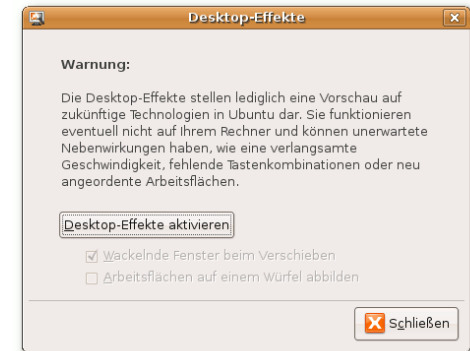 Desktop-Effekte
Warnung:
Die Desktop-Effekte stellen lediglich eine Vorschau auf
zukünftige Technologien in Ubuntu dar. Sie funktionieren
eventuell nicht auf Ihrem Rechner und können unerwartete
Nebenwirkungen haben, wie eine verlangsamte
Geschwindigkeit, fehlende Tastenkombinationen oder neu
angeordente Arbeitsflächen.
Desktop-Effekte aktivieren
Wackelnde Fenster beim Verschieben
Arbeitsflächen auf einem Würfel abbilden
Schließen